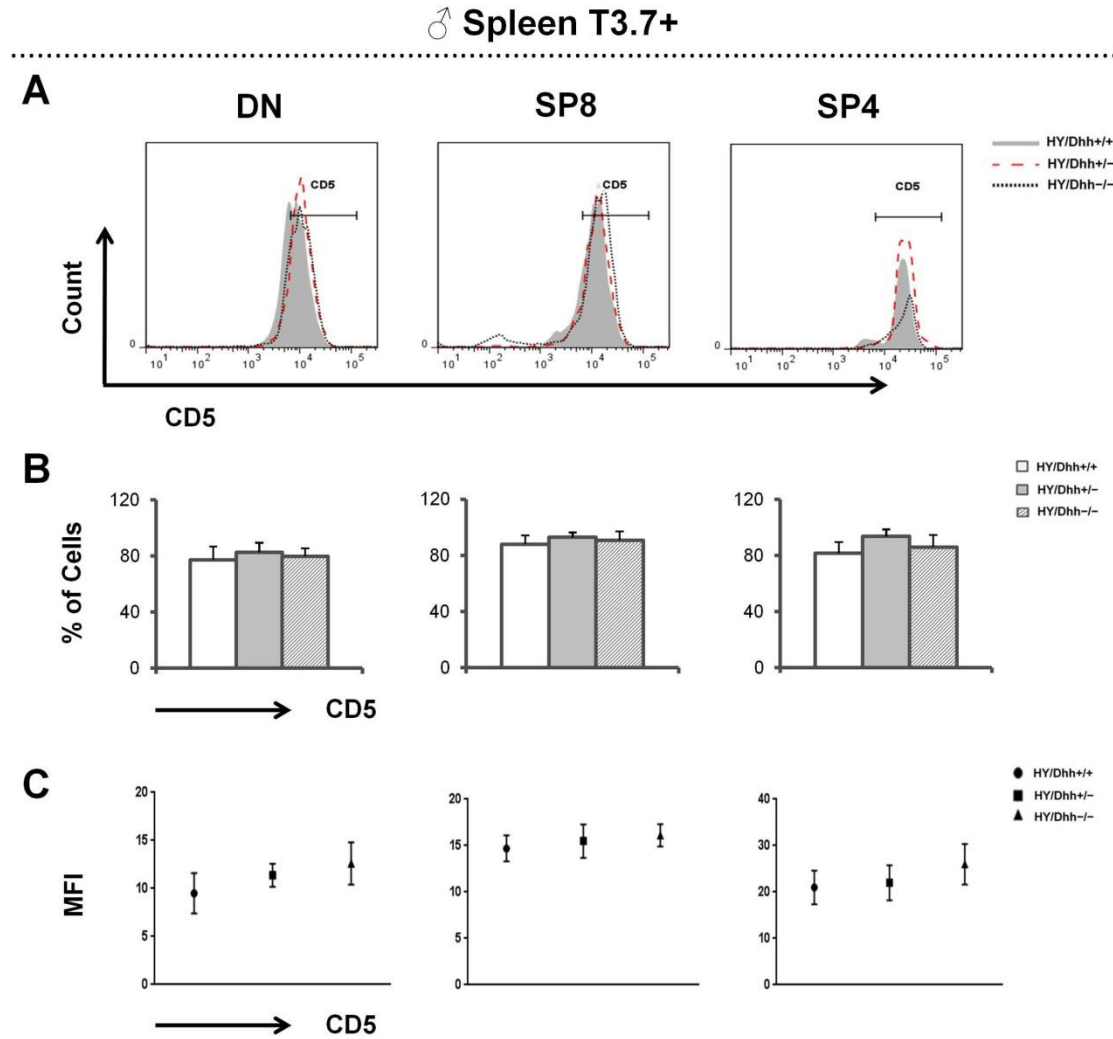 ♂ Spleen T3.7+
A
DN SP8 SP4
CD5 CD5 CD5
HY/Dhh+/+
HY/Dhh+/−
HY/Dhh−/−
Count
0 0 0
10¹ 10² 10³ 10⁴ 10⁵ 10¹ 10² 10³ 10⁴ 10⁵ 10¹ 10² 10³ 10⁴ 10⁵
CD5
B
HY/Dhh+/+
HY/Dhh+/−
HY/Dhh−/−
% of Cells
120 120 120
80 80 80
40 40 40
0 0 0
CD5
C
HY/Dhh+/+
HY/Dhh+/−
HY/Dhh−/−
MFI
20 20 40
15 15 30
10 10 20
5 5 10
0 0 0
CD5